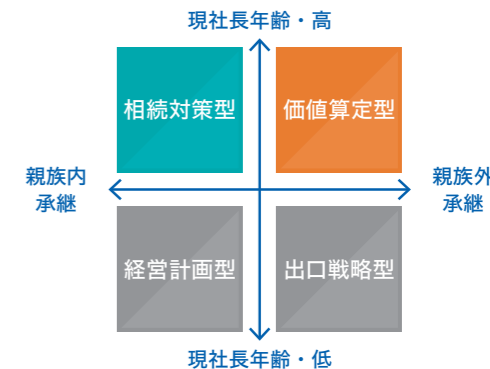 現社長年齢・高
相続対策型
価値算定型
親族内
承継
親族外
承継
経営計画型
出口戦略型
現社長年齢・低